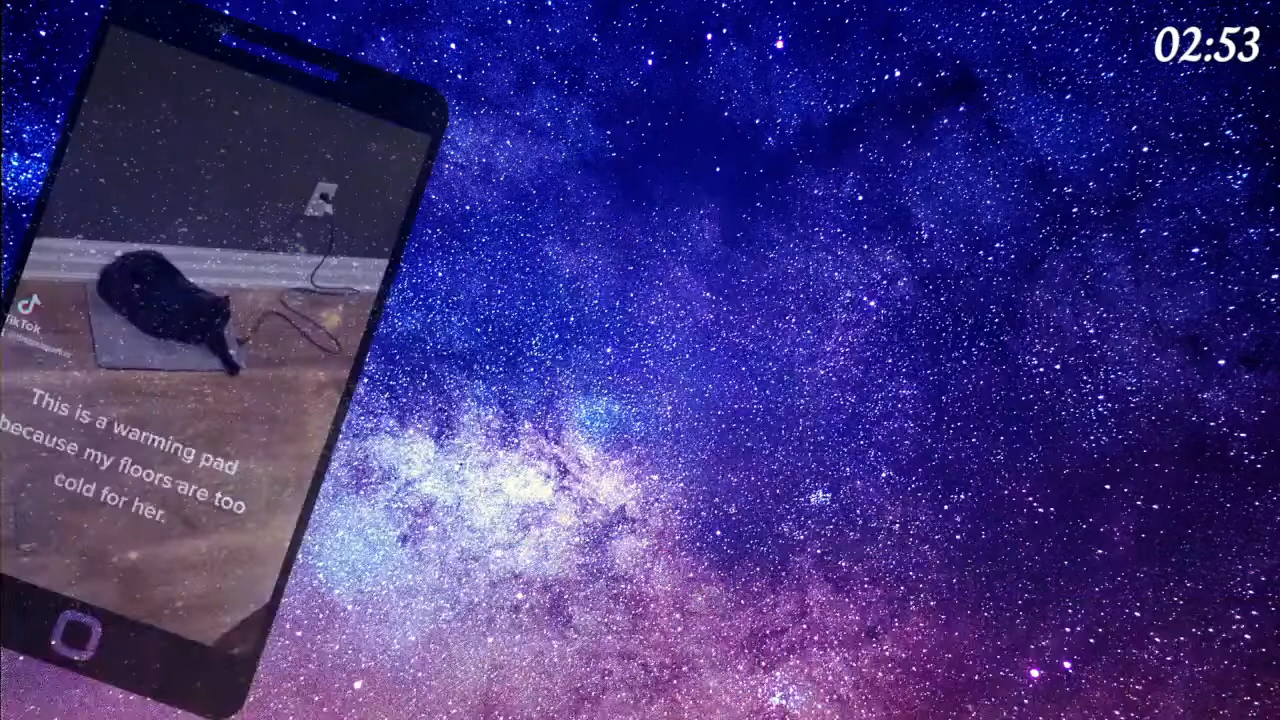 02:53
TikTok
This is a warming pad
because my floors are too
cold for her.